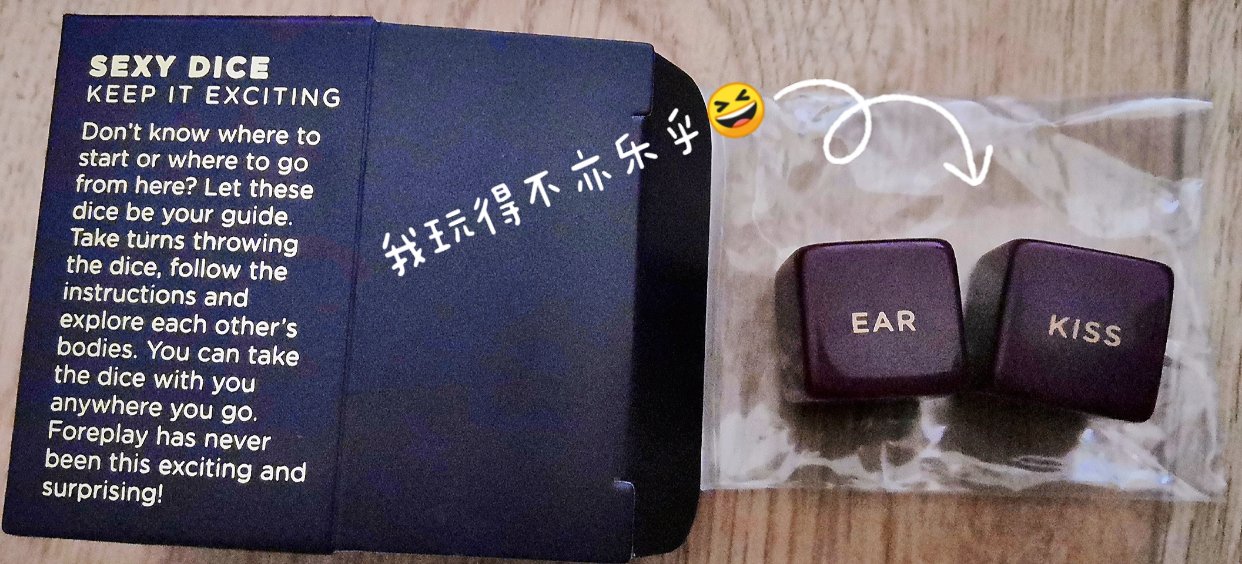 SEXY DICE
KEEP IT EXCITING
Don't know where to
start or where to go
from here? Let these
dice be your guide.
Take turns throwing
the dice, follow the
instructions and
explore each other's
bodies. You can take
the dice with you
anywhere you go.
Foreplay has never
been this exciting and
surprising!
我玩得不亦乐乎😆
EAR
KISS